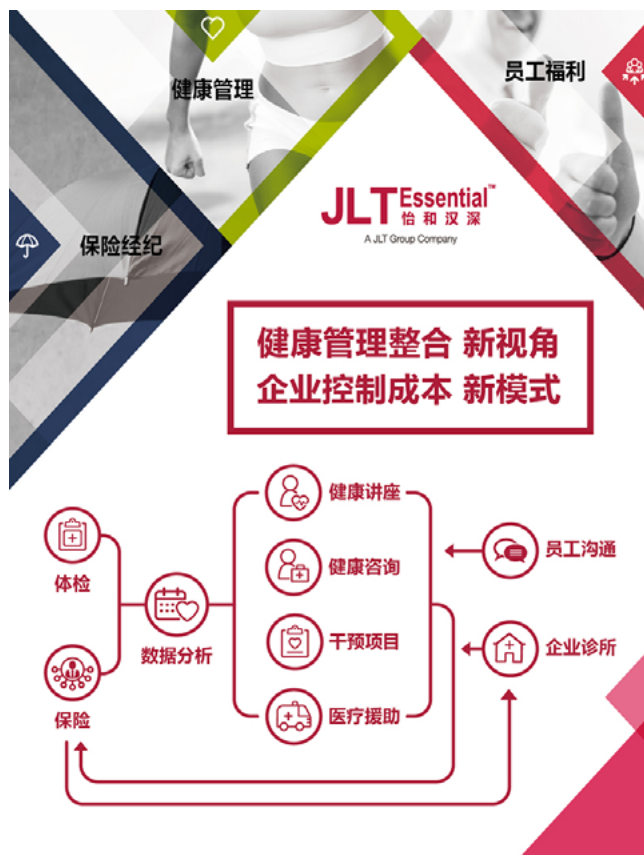 健康管理
员工福利
保险经纪
JLT Essential™
怡和汉深
A JLT Group Company
健康管理整合 新视角
企业控制成本 新模式
体检
保险
数据分析
健康讲座
健康咨询
干预项目
医疗援助
员工沟通
企业诊所